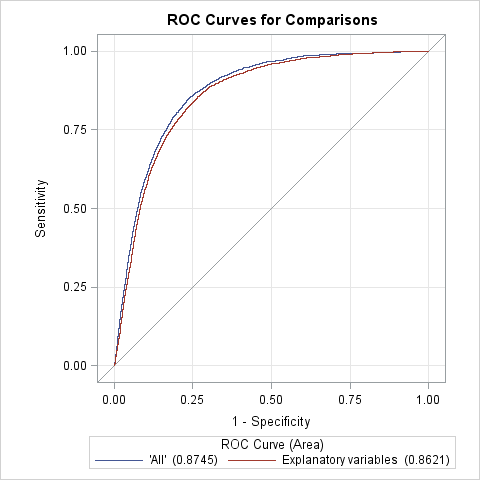 ROC Curves for Comparisons
1.00
0.75
0.50
0.25
0.00
Sensitivity
0.00 0.25 0.50 0.75 1.00
1 - Specificity
ROC Curve (Area)
'All' (0.8745) Explanatory variables (0.8621)